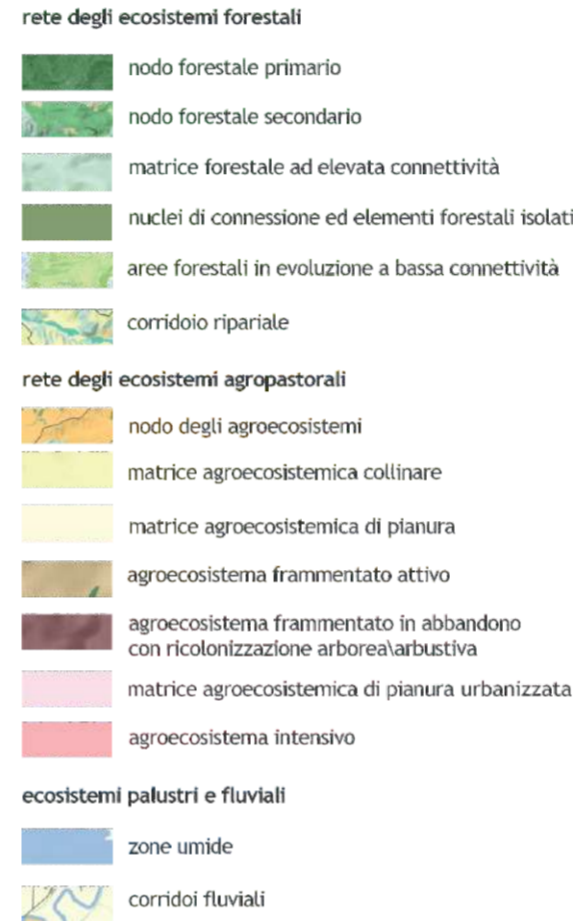 rete degli ecosistemi forestali
nodo forestale primario
nodo forestale secondario
matrice forestale ad elevata connettività
nuclei di connessione ed elementi forestali isolati
aree forestali in evoluzione a bassa connettività
corridoio ripariale
rete degli ecosistemi agropastorali
nodo degli agroecosistemi
matrice agroecosistemica collinare
matrice agroecosistemica di pianura
agroecosistema frammentato attivo
agroecosistema frammentato in abbandono
con ricolonizzazione arborea\arbustiva
matrice agroecosistemica di pianura urbanizzata
agroecosistema intensivo
ecosistemi palustri e fluviali
zone umide
corridoi fluviali